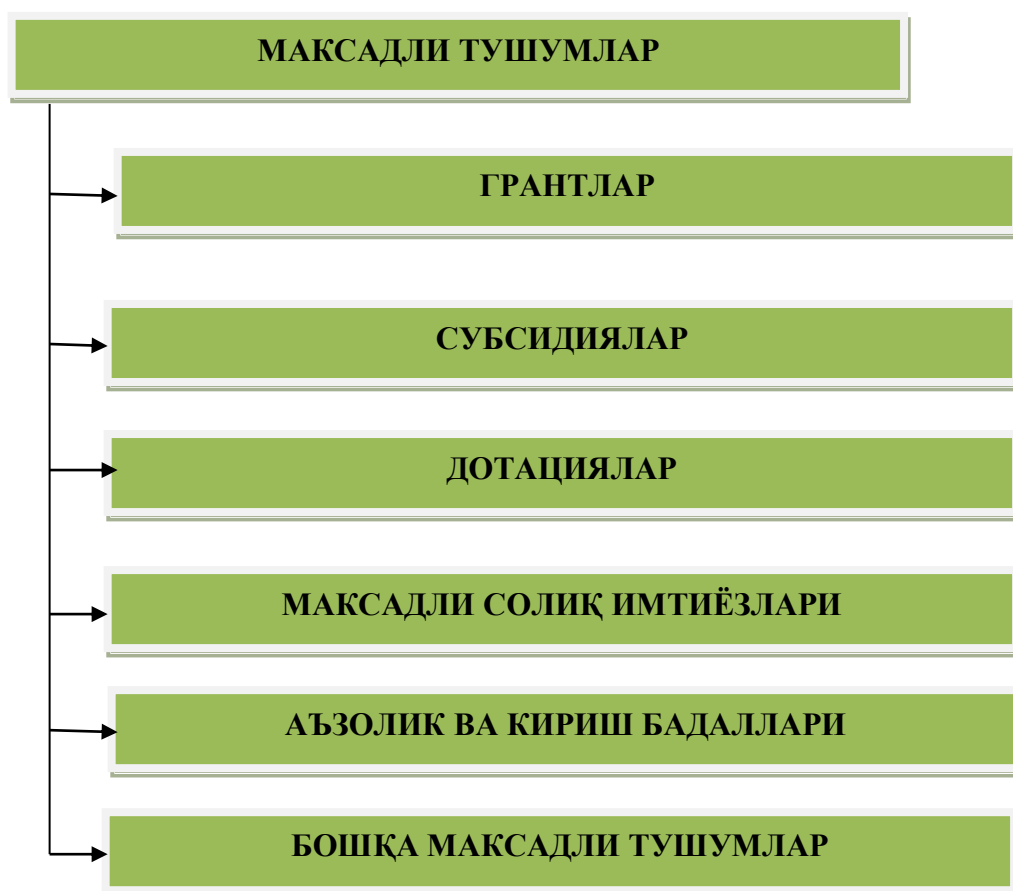 МАКСАДЛИ ТУШУМЛАР
ГРАНТЛАР
СУБСИДИЯЛАР
ДОТАЦИЯЛАР
МАКСАДЛИ СОЛИҚ ИМТИЁЗЛАРИ
АЪЗОЛИК ВА КИРИШ БАДАЛЛАРИ
БОШҚА МАКСАДЛИ ТУШУМЛАР